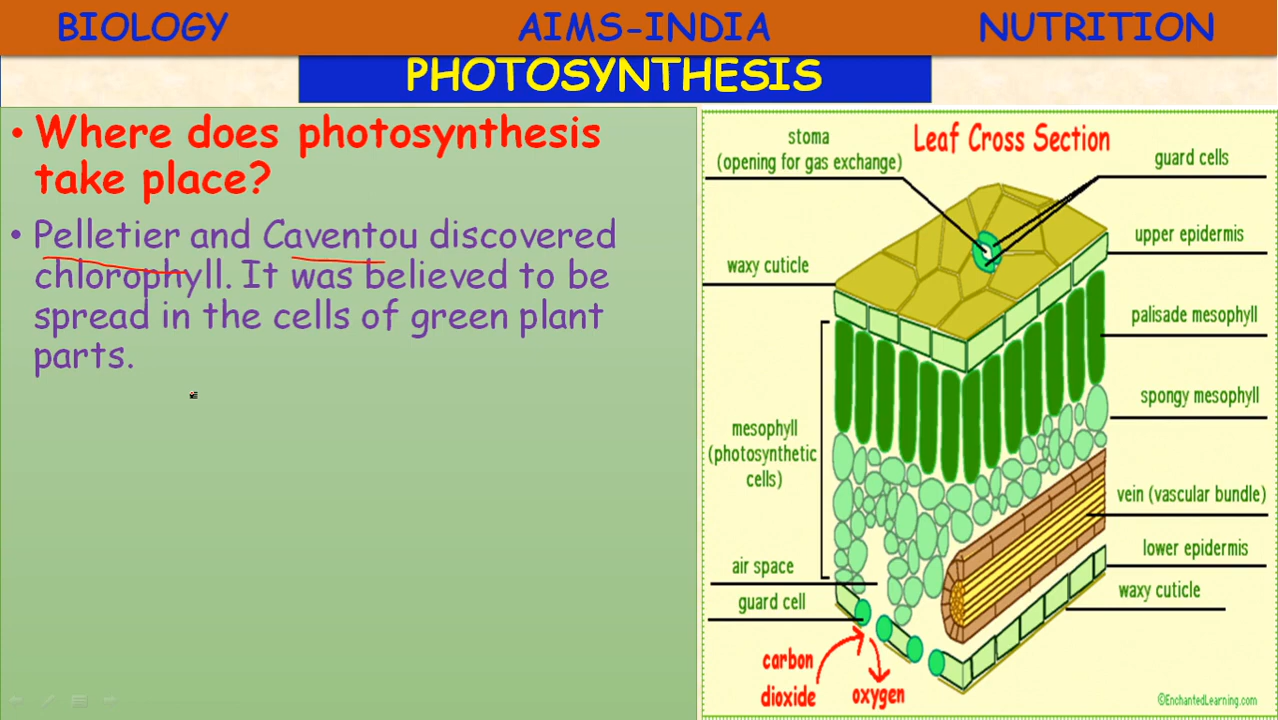 BIOLOGY AIMS-INDIA NUTRITION
PHOTOSYNTHESIS
• Where does photosynthesis
take place?
• Pelletier and Caventou discovered
chlorophyll. It was believed to be
spread in the cells of green plant
parts.
Leaf Cross Section
stoma
(opening for gas exchange)
guard cells
upper epidermis
waxy cuticle
palisade mesophyll
spongy mesophyll
mesophyll
(photosynthetic
cells)
vein (vascular bundle)
lower epidermis
air space
waxy cuticle
guard cell
carbon
dioxide
oxygen
©EnchantedLearning.com